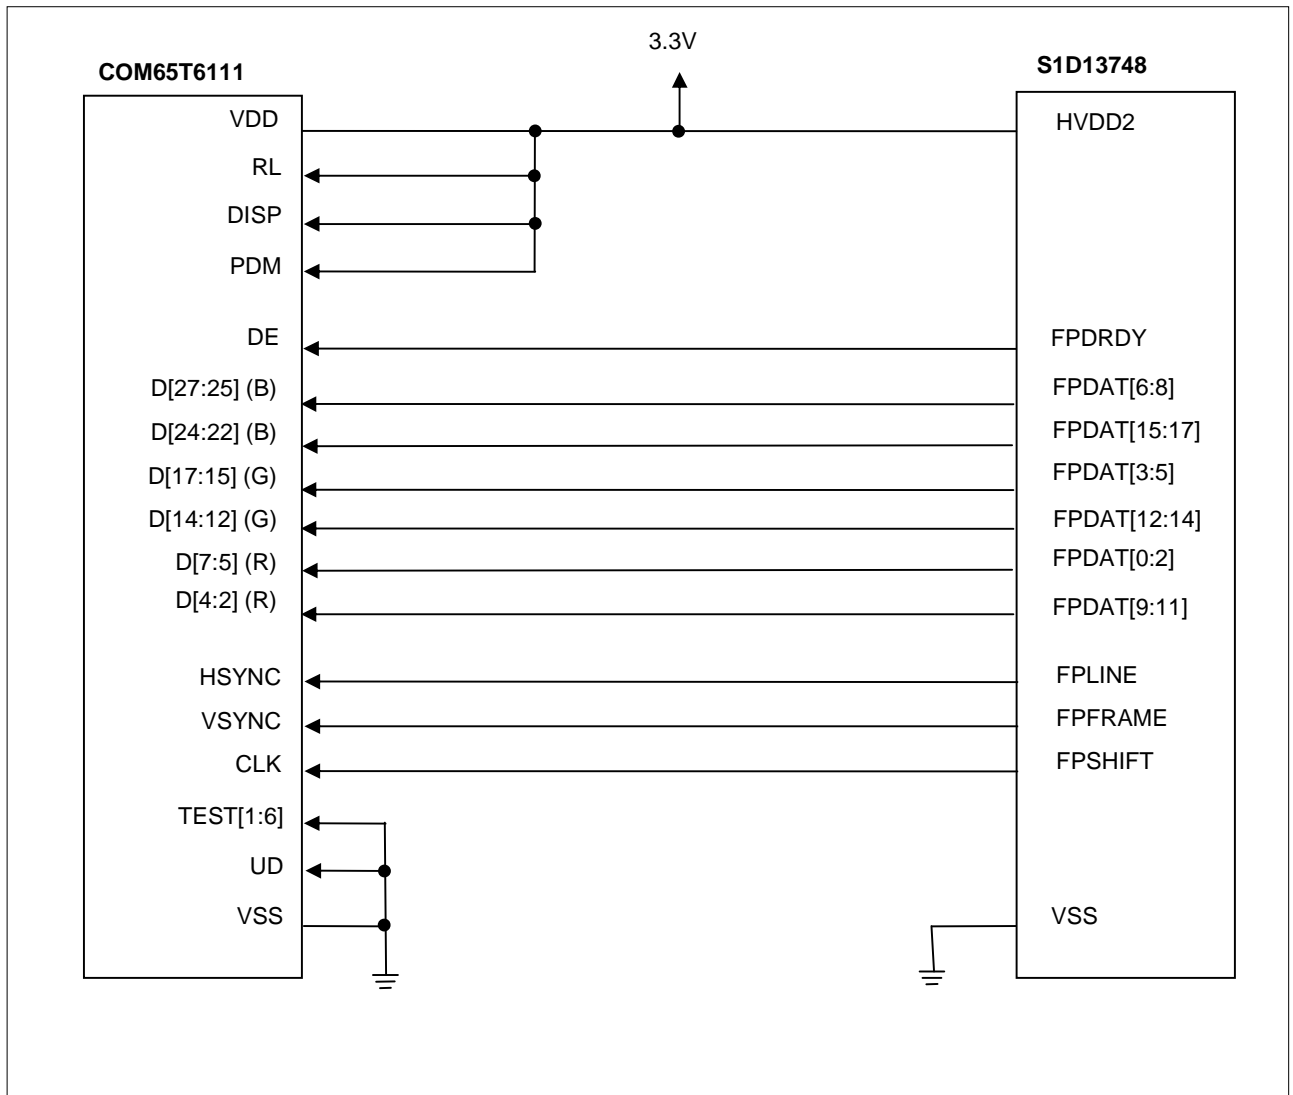 3.3V
COM65T6111
S1D13748
VDD
HVDD2
RL
DISP
PDM
DE
FPDRDY
D[27:25] (B)
FPDAT[6:8]
D[24:22] (B)
FPDAT[15:17]
D[17:15] (G)
FPDAT[3:5]
D[14:12] (G)
FPDAT[12:14]
D[7:5] (R)
FPDAT[0:2]
D[4:2] (R)
FPDAT[9:11]
HSYNC
FPLINE
VSYNC
FPFRAME
CLK
FPSHIFT
TEST[1:6]
UD
VSS
VSS